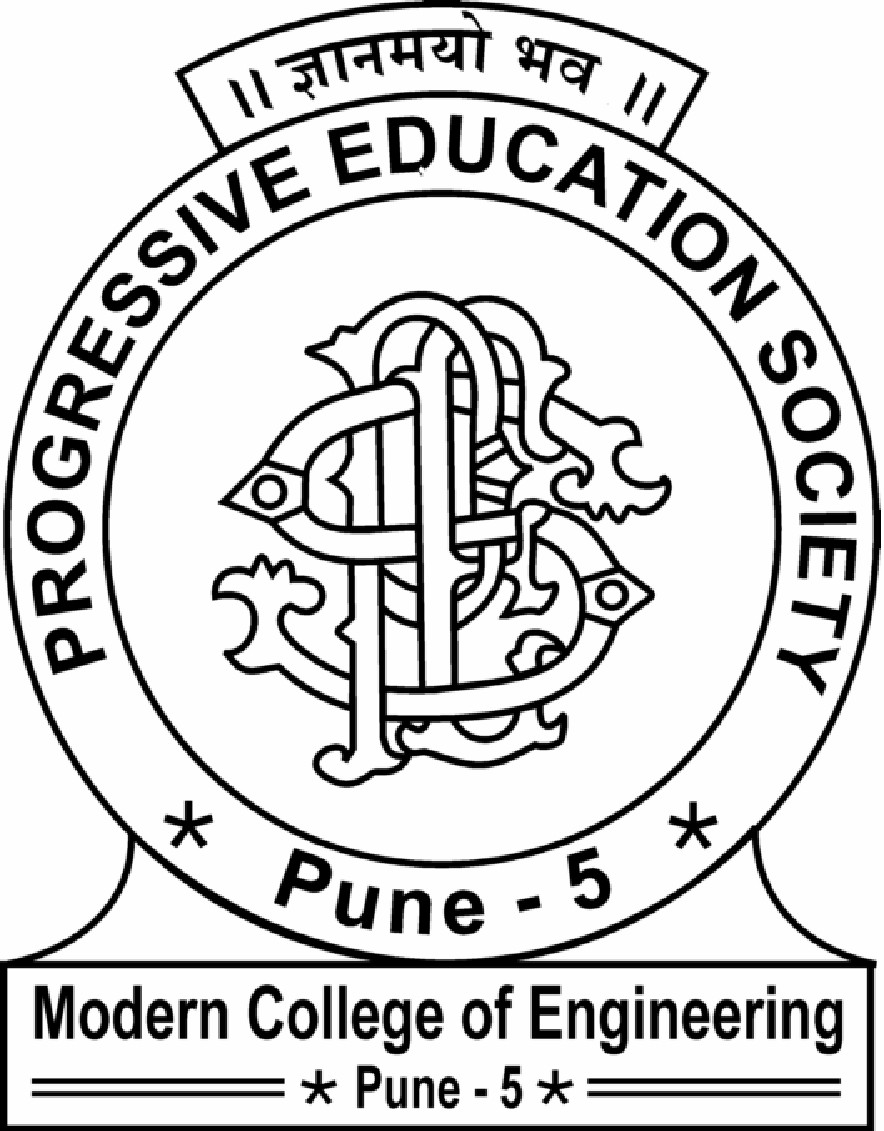 ॥ ज्ञानमयो भव ॥
PROGRESSIVE EDUCATION SOCIETY
* Pune - 5 *
Modern College of Engineering
* Pune - 5 *